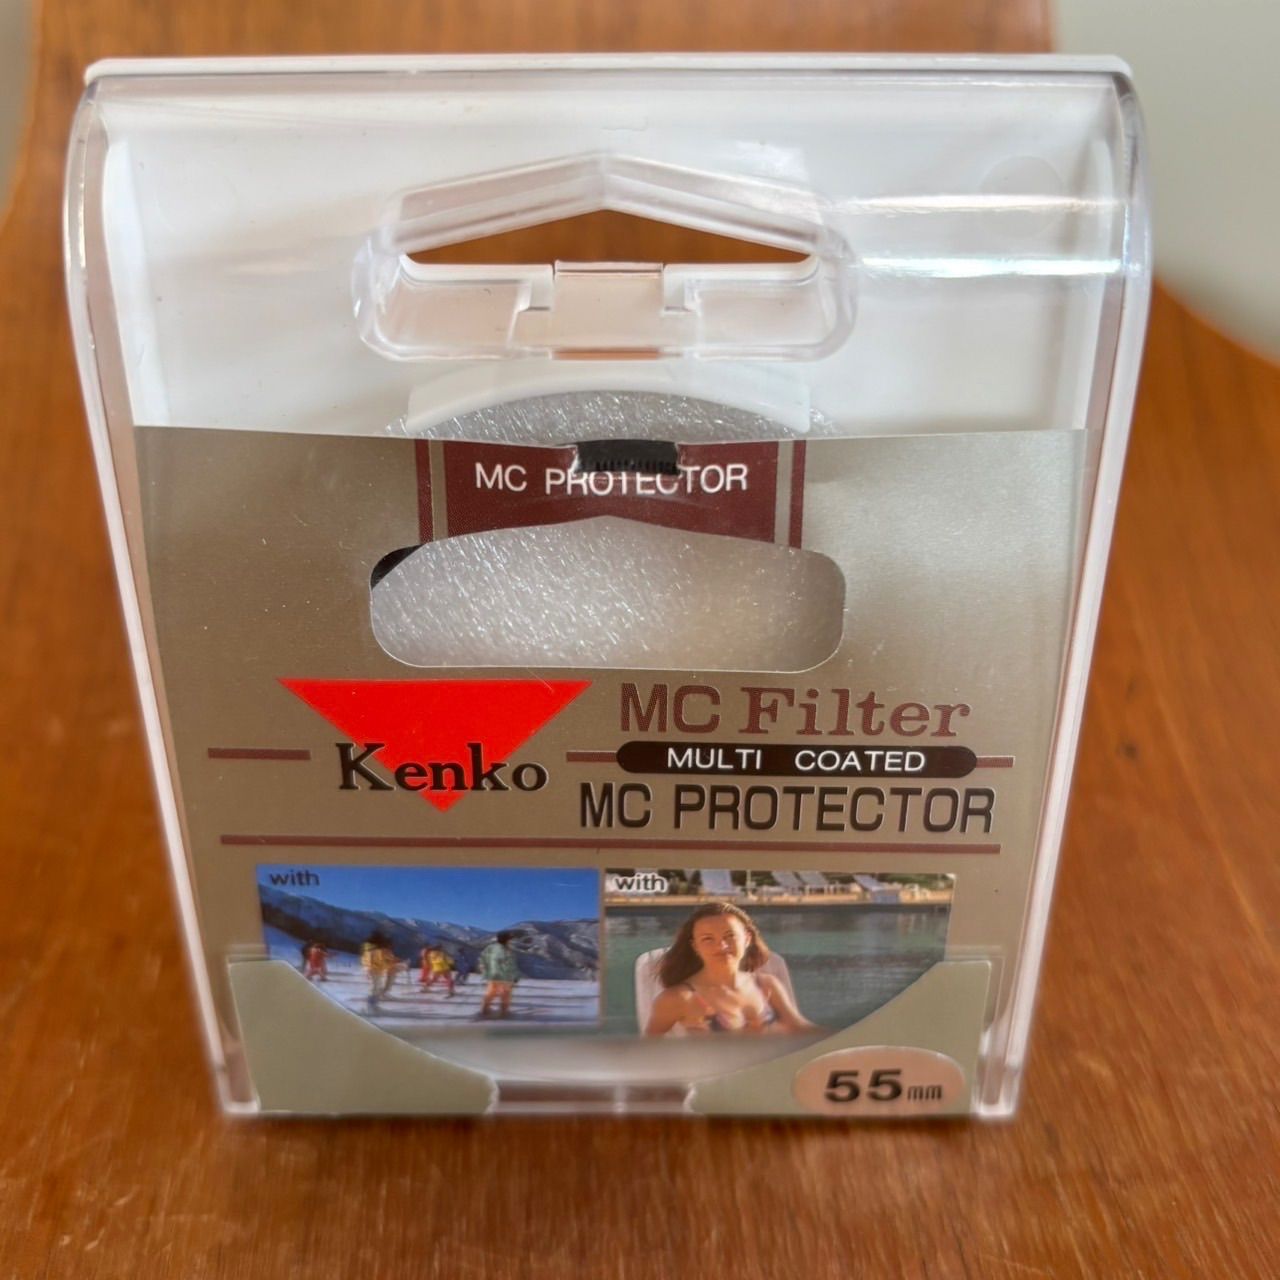 MC PROTECTOR
Kenko
MC Filter
MULTI COATED
MC PROTECTOR
with
with
55mm